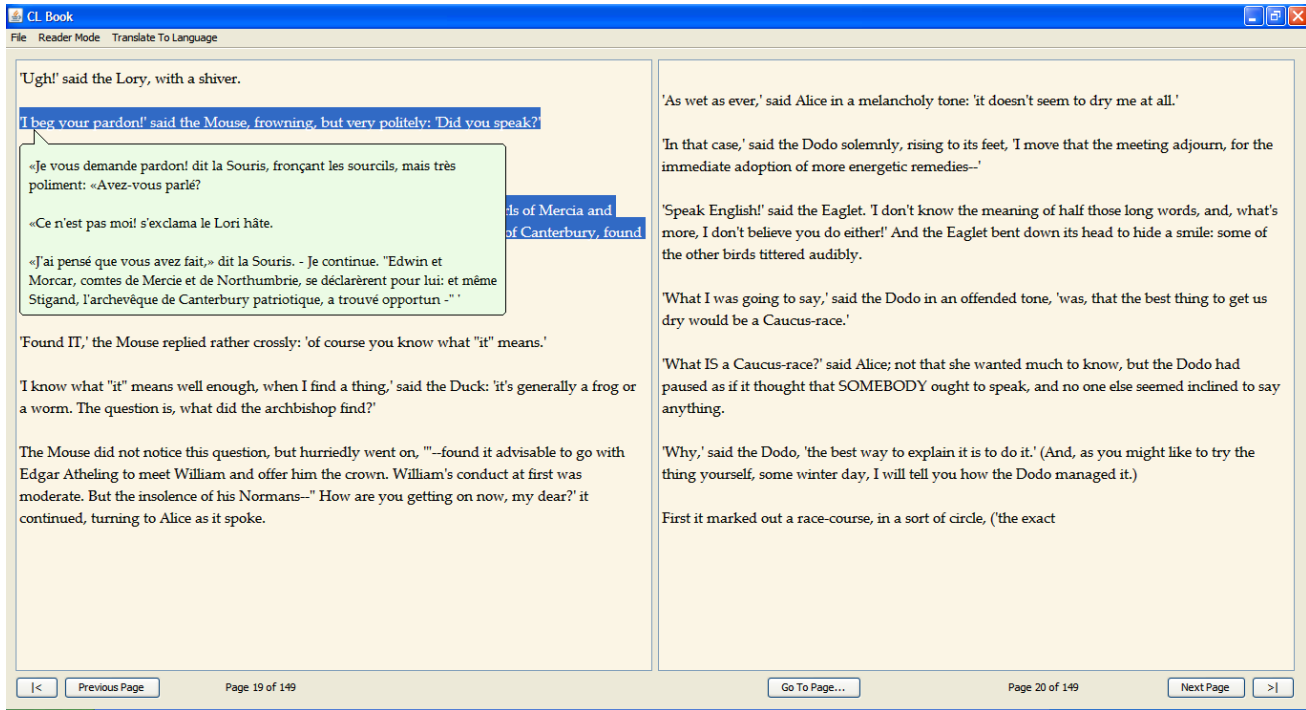 CL Book
File Reader Mode Translate To Language
'Ugh!' said the Lory, with a shiver.
'I beg your pardon!' said the Mouse, frowning, but very politely: 'Did you speak?'
«Je vous demande pardon! dit la Souris, fronçant les sourcils, mais très
poliment: «Avez-vous parlé?
«Ce n'est pas moi! s'exclama le Lori hâte.
«J'ai pensé que vous avez fait,» dit la Souris. - Je continue. "Edwin et
Morcar, comtes de Mercie et de Northumbrie, se déclarèrent pour lui: et même
Stigand, l'archevêque de Canterbury patriotique, a trouvé opportun -" '
of Mercia and
of Canterbury, found
'Found IT,' the Mouse replied rather crossly: 'of course you know what "it" means.'
'I know what "it" means well enough, when I find a thing,' said the Duck: 'it's generally a frog or
a worm. The question is, what did the archbishop find?'
The Mouse did not notice this question, but hurriedly went on, '"--found it advisable to go with
Edgar Atheling to meet William and offer him the crown. William's conduct at first was
moderate. But the insolence of his Normans--" How are you getting on now, my dear?' it
continued, turning to Alice as it spoke.
'As wet as ever,' said Alice in a melancholy tone: 'it doesn't seem to dry me at all.'
'In that case,' said the Dodo solemnly, rising to its feet, 'I move that the meeting adjourn, for the
immediate adoption of more energetic remedies--'
'Speak English!' said the Eaglet. 'I don't know the meaning of half those long words, and, what's
more, I don't believe you do either!' And the Eaglet bent down its head to hide a smile: some of
the other birds tittered audibly.
'What I was going to say,' said the Dodo in an offended tone, 'was, that the best thing to get us
dry would be a Caucus-race.'
'What IS a Caucus-race?' said Alice; not that she wanted much to know, but the Dodo had
paused as if it thought that SOMEBODY ought to speak, and no one else seemed inclined to say
anything.
'Why,' said the Dodo, 'the best way to explain it is to do it.' (And, as you might like to try the
thing yourself, some winter day, I will tell you how the Dodo managed it.)
First it marked out a race-course, in a sort of circle, ('the exact
|< Previous Page Page 19 of 149 Go To Page... Page 20 of 149 Next Page >|